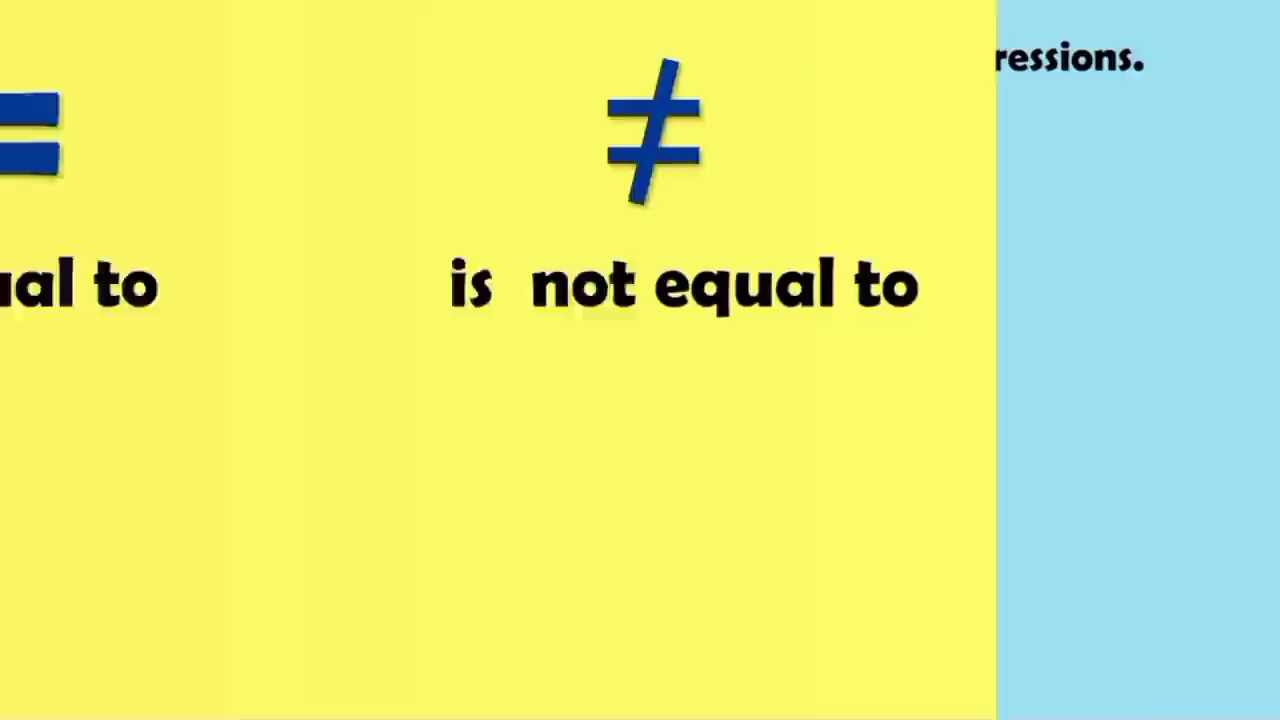 ressions.
= ≠
ual to is not equal to